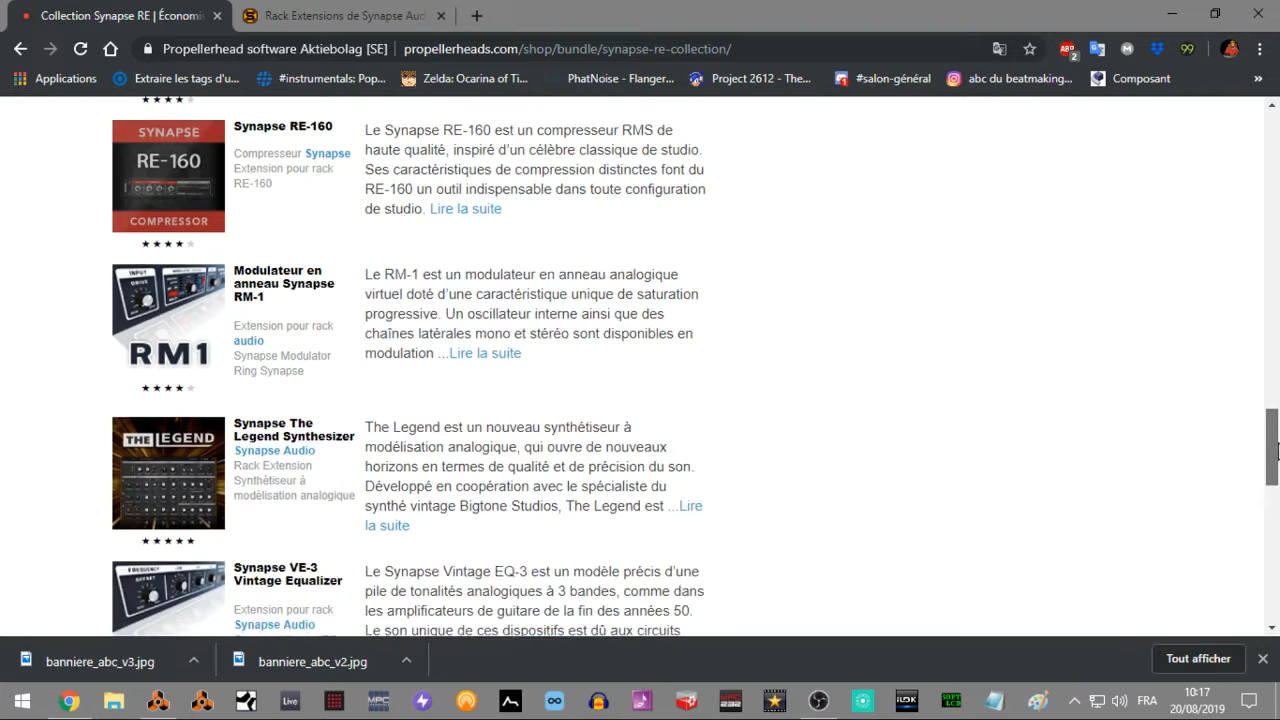 Collection Synapse RE | Économis
Rack Extensions de Synapse Aud
Propellerhead software Aktiebolag [SE]
propellerheads.com/shop/bundle/synapse-re-collection/
Applications
Extraire les tags d'u...
#instrumentals: Pop...
Zelda: Ocarina of Ti...
PhatNoise - Flanger...
Project 2612 - The...
#salon-général
abc du beatmaking...
Composant
»
SYNAPSE
RE-160
COMPRESSOR
Synapse RE-160
Compresseur Synapse
Extension pour rack
RE-160
Le Synapse RE-160 est un compresseur RMS de
haute qualité, inspiré d'un célèbre classique de studio.
Ses caractéristiques de compression distinctes font du
RE-160 un outil indispensable dans toute configuration
de studio. Lire la suite
INPUT
DRIVE
RM1
Modulateur en
anneau Synapse
RM-1
Extension pour rack
audio
Synapse Modulator
Ring Synapse
Le RM-1 est un modulateur en anneau analogique
virtuel doté d'une caractéristique unique de saturation
progressive. Un oscillateur interne ainsi que des
chaînes latérales mono et stéréo sont disponibles en
modulation ...Lire la suite
THE LEGEND
Synapse The
Legend Synthesizer
Synapse Audio
Rack Extension
Synthétiseur à
modélisation analogique
The Legend est un nouveau synthétiseur à
modélisation analogique, qui ouvre de nouveaux
horizons en termes de qualité et de précision du son.
Développé en coopération avec le spécialiste du
synthé vintage Bigtone Studios, The Legend est ...Lire
la suite
FREQUENCY
OFFSET
Synapse VE-3
Vintage Equalizer
Extension pour rack
Synapse Audio
Le Synapse Vintage EQ-3 est un modèle précis d'une
pile de tonalités analogiques à 3 bandes, comme dans
les amplificateurs de guitare de la fin des années 50.
Le son unique de ces dispositifs est dû aux circuits
banniere_abc_v3.jpg
banniere_abc_v2.jpg
Tout afficher
Live
MPC
FRA
10:17
20/08/2019